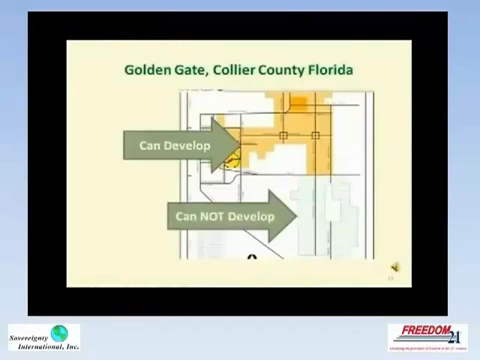 Golden Gate, Collier County Florida
Can Develop
Can NOT Develop
Sovereignty
International, Inc.
FREEDOM
21